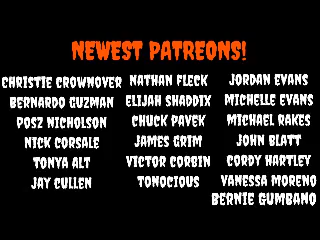 NEWEST PATREONS!
CHRISTIE CROWNOVER NATHAN FLECK JORDAN EVANS
BERNARDO GUZMAN ELIJAH SHADDIX MICHELLE EVANS
POSZ NICHOLSON CHUCK PAVEK MICHAEL RAKES
NICK CORSALE JAMES GRIM JOHN BLATT
TONYA ALT VICTOR CORBIN CORDY HARTLEY
JAY CULLEN TONOCIOUS VANESSA MORENO
BERNIE GUMBANO